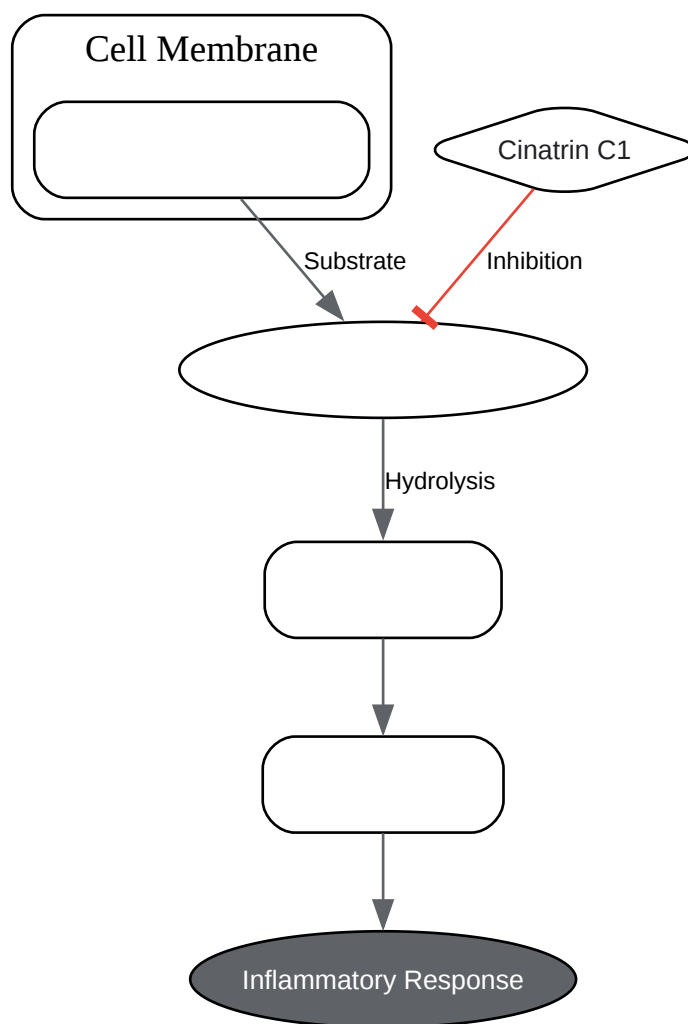 Cell Membrane
Cinatrin C1
Substrate
Inhibition
Hydrolysis
Inflammatory Response